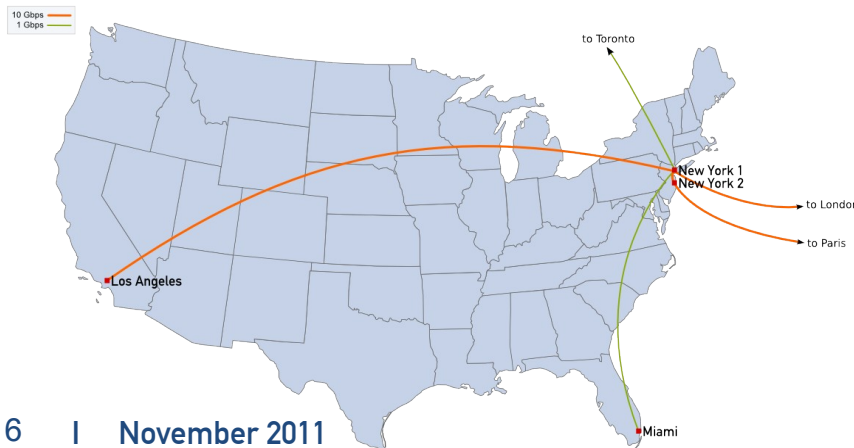 10 Gbps
1 Gbps
to Toronto
New York 1
New York 2
to London
to Paris
Los Angeles
Miami
6 | November 2011